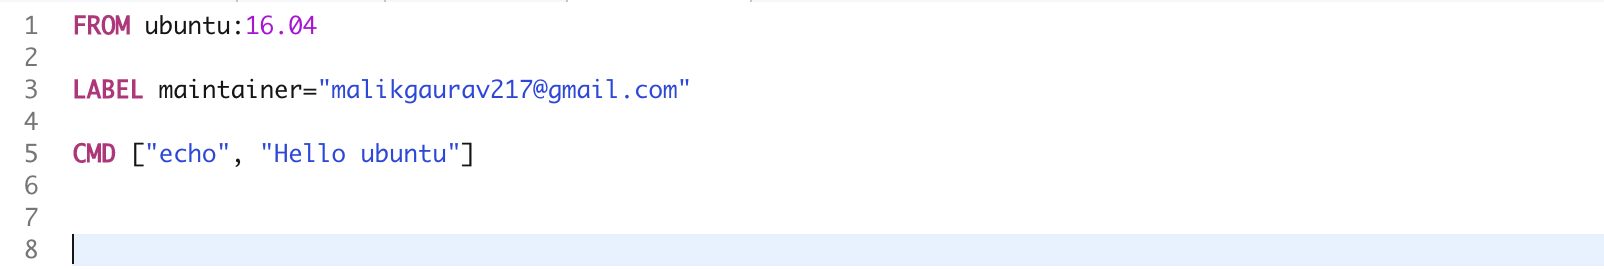 1 FROM ubuntu:16.04
2
3 LABEL maintainer="malikgaurav217@gmail.com"
4
5 CMD ["echo", "Hello ubuntu"]
6
7
8